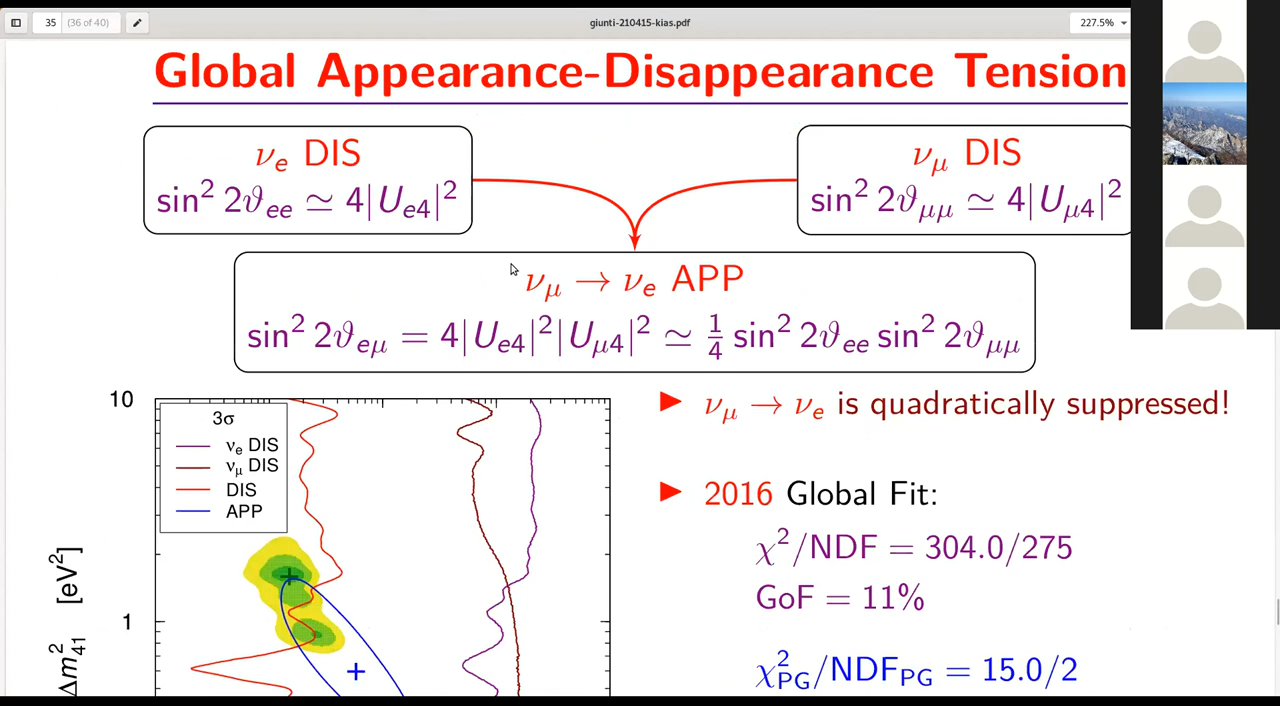 35 (36 of 40) giunti-210415-kias.pdf 227.5%
Global Appearance-Disappearance Tension
νe DIS
sin² 2ϑee ≃ 4|Ue4|²
νμ DIS
sin² 2ϑμμ ≃ 4|Uμ4|²
νμ → νe APP
sin² 2ϑeμ = 4|Ue4|²|Uμ4|² ≃ 1/4 sin² 2ϑee sin² 2ϑμμ
10
3σ
νe DIS
νμ DIS
DIS
APP
1
Δm²41 [eV²]
► νμ → νe is quadratically suppressed!
► 2016 Global Fit:
χ²/NDF = 304.0/275
GoF = 11%
χ²PG/NDFPG = 15.0/2